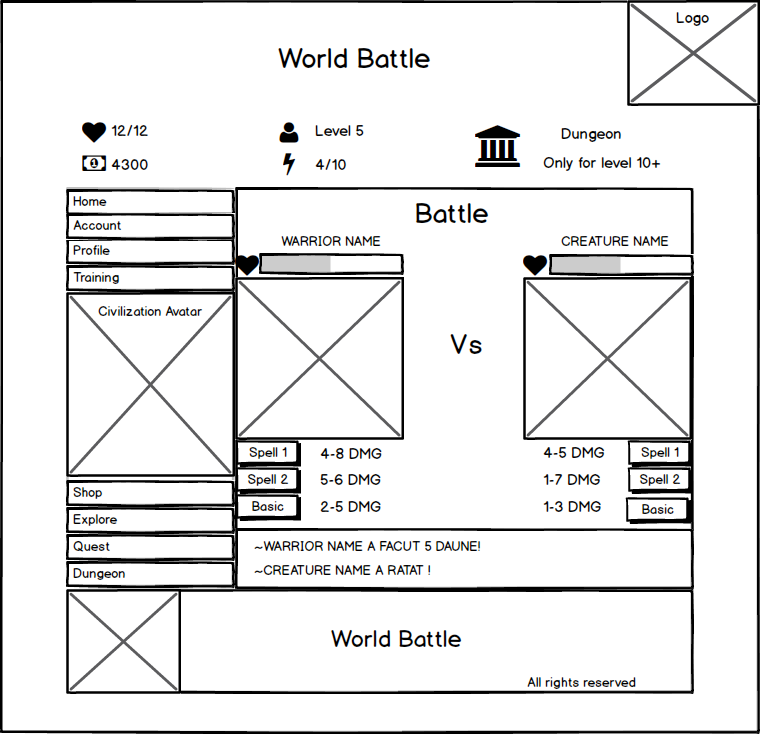 Logo
World Battle
12/12
Level 5
Dungeon
4300
4/10
Only for level 10+
Home
Account
Profile
Training
Civilization Avatar
Shop
Explore
Quest
Dungeon
Battle
WARRIOR NAME
CREATURE NAME
Vs
Spell 1 4-8 DMG
4-5 DMG Spell 1
Spell 2 5-6 DMG
1-7 DMG Spell 2
Basic 2-5 DMG
1-3 DMG Basic
~WARRIOR NAME A FACUT 5 DAUNE!
~CREATURE NAME A RATAT !
World Battle
All rights reserved